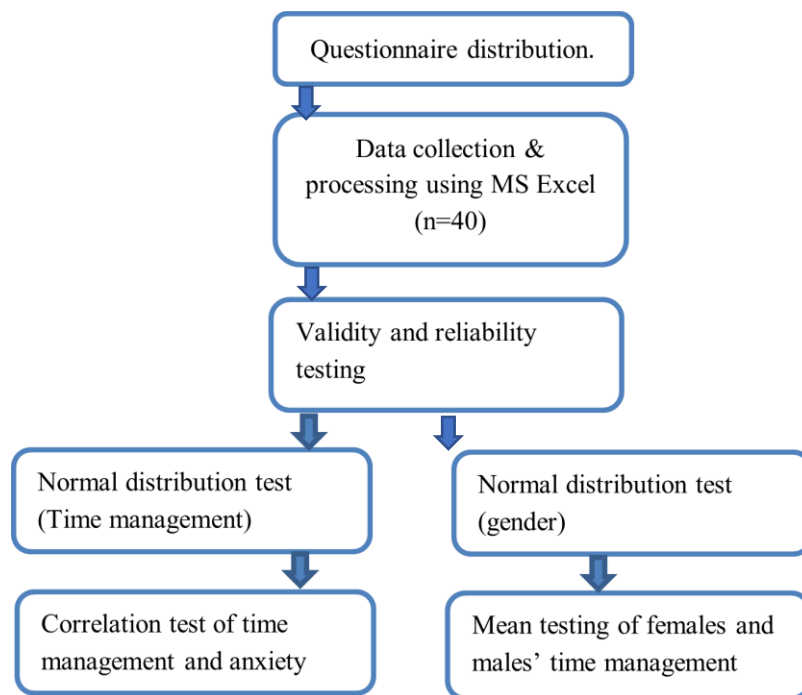 Questionnaire distribution.
Data collection &
processing using MS Excel
(n=40)
Validity and reliability
testing
Normal distribution test
(Time management)
Normal distribution test
(gender)
Correlation test of time
management and anxiety
Mean testing of females and
males’ time management